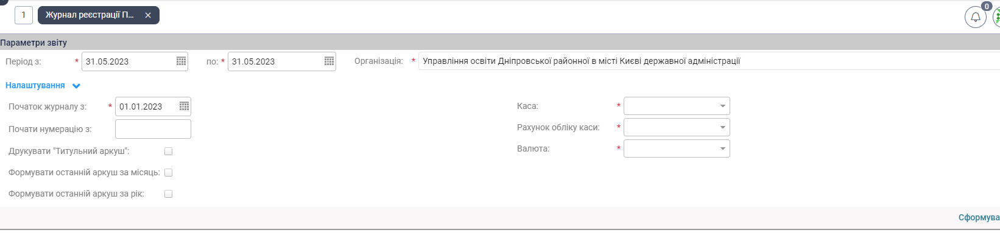 1 Журнал реєстрації П... ×
0
Параметри звіту
Період з: * 31.05.2023 по: * 31.05.2023 Організація: * Управління освіти Дніпровської районної в місті Києві державної адміністрації
Налаштування
Початок журналу з: * 01.01.2023 Каса: *
Почати нумерацію з: Рахунок обліку каси: *
Друкувати "Титульний аркуш": Валюта: *
Формувати останній аркуш за місяць:
Формувати останній аркуш за рік:
Сформува